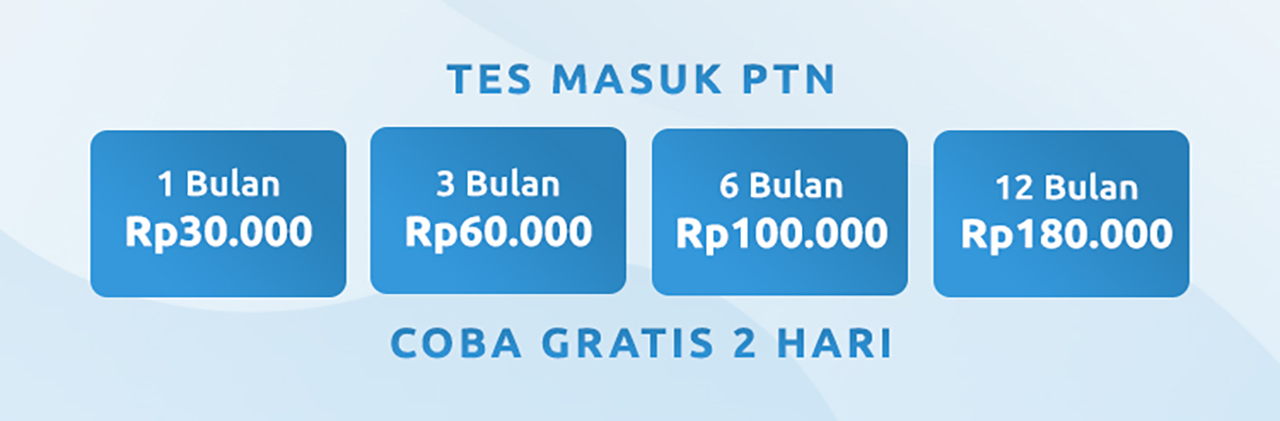 TES MASUK PTN
1 Bulan
Rp30.000
3 Bulan
Rp60.000
6 Bulan
Rp100.000
12 Bulan
Rp180.000
COBA GRATIS 2 HARI